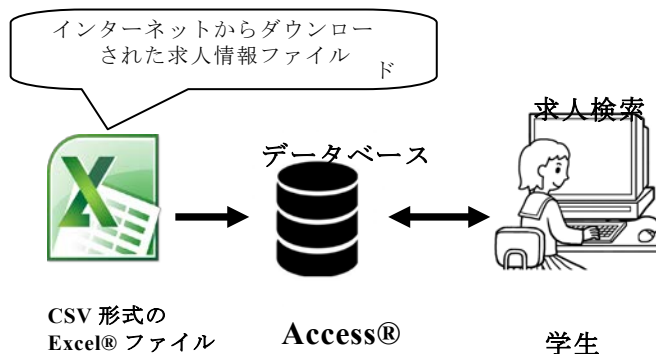 インターネットからダウンロー
された求人情報ファイル
ド
求人検索
データベース
CSV 形式の
Excel® ファイル
Access®
学生